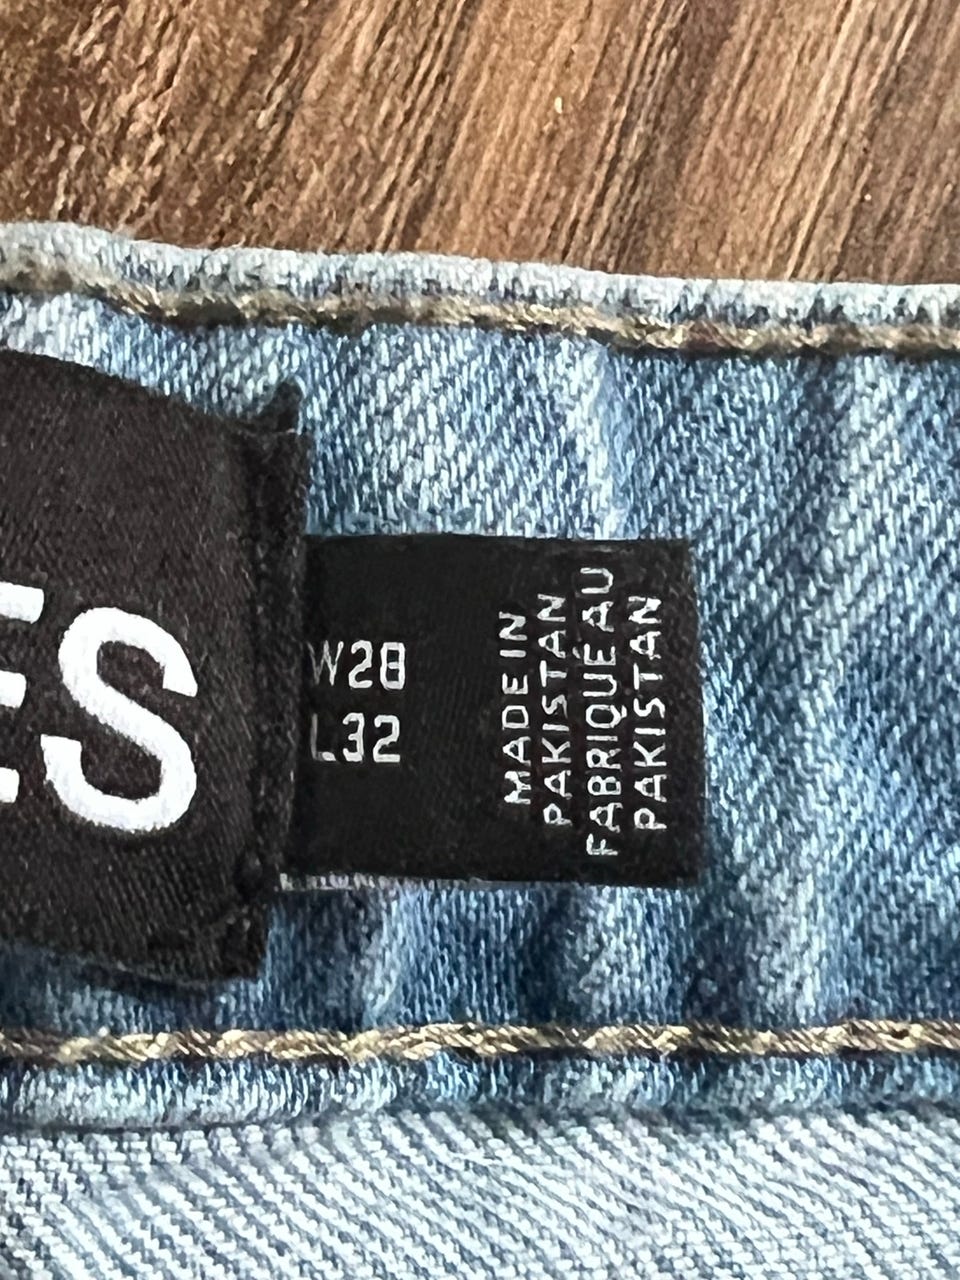 ES
W28
L32
MADE IN
PAKISTAN
FABRIQUÉ AU
PAKISTAN